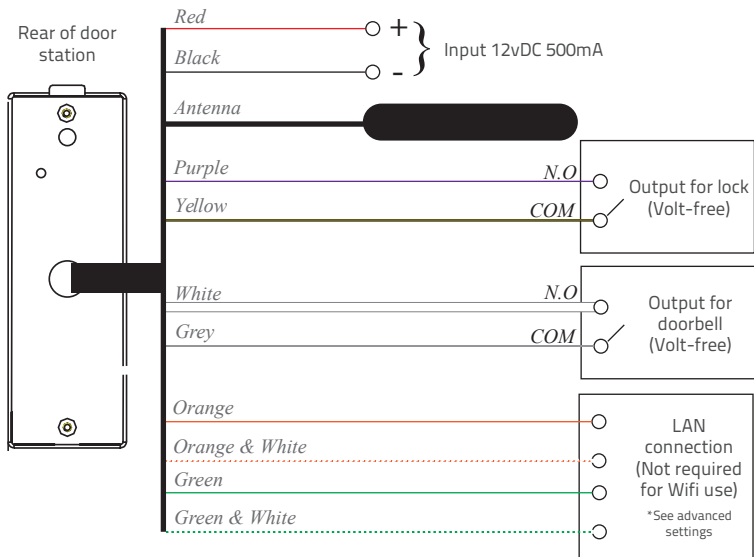 Rear of door
station
Red
+
Input 12vDC 500mA
Black
-
Antenna
Purple
N.O
Output for lock
(Volt-free)
Yellow
COM
White
N.O
Output for
doorbell
(Volt-free)
Grey
COM
Orange
Orange & White
Green
Green & White
LAN
connection
(Not required
for Wifi use)
*See advanced
settings